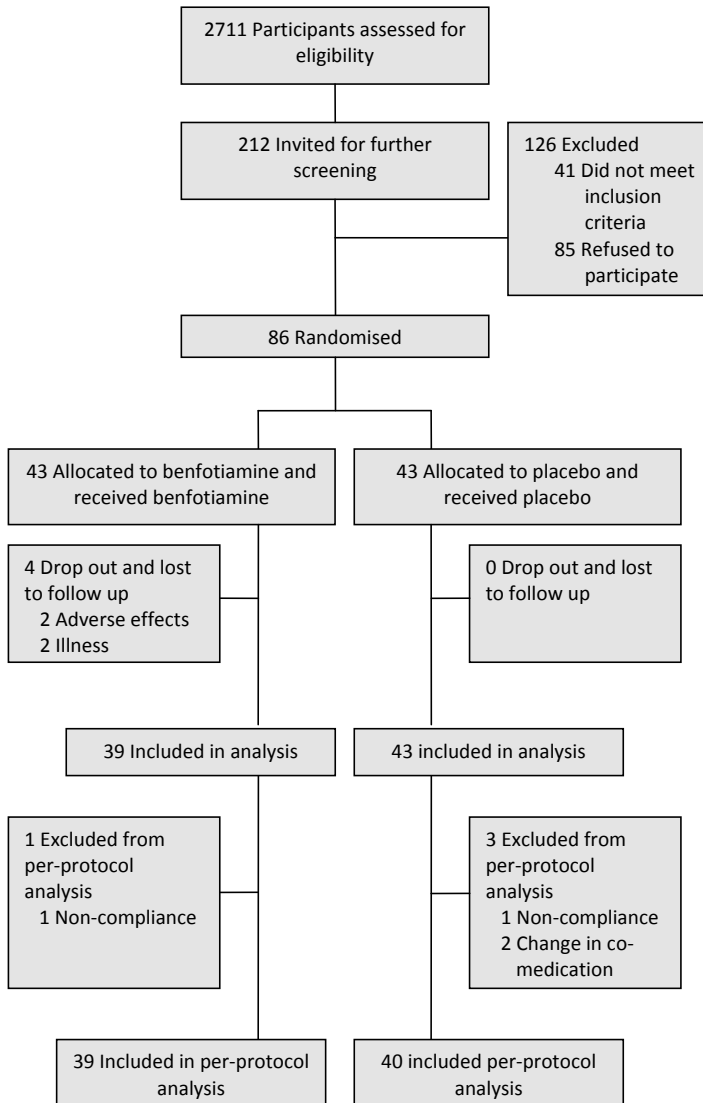 2711 Participants assessed for
eligibility
212 Invited for further
screening
126 Excluded
41 Did not meet
inclusion
criteria
85 Refused to
participate
86 Randomised
43 Allocated to benfotiamine and
received benfotiamine
43 Allocated to placebo and
received placebo
4 Drop out and lost
to follow up
2 Adverse effects
2 Illness
0 Drop out and lost
to follow up
39 Included in analysis
43 included in analysis
1 Excluded from
per-protocol
analysis
1 Non-compliance
3 Excluded from
per-protocol
analysis
1 Non-compliance
2 Change in co-
medication
39 Included in per-protocol
analysis
40 included per-protocol
analysis